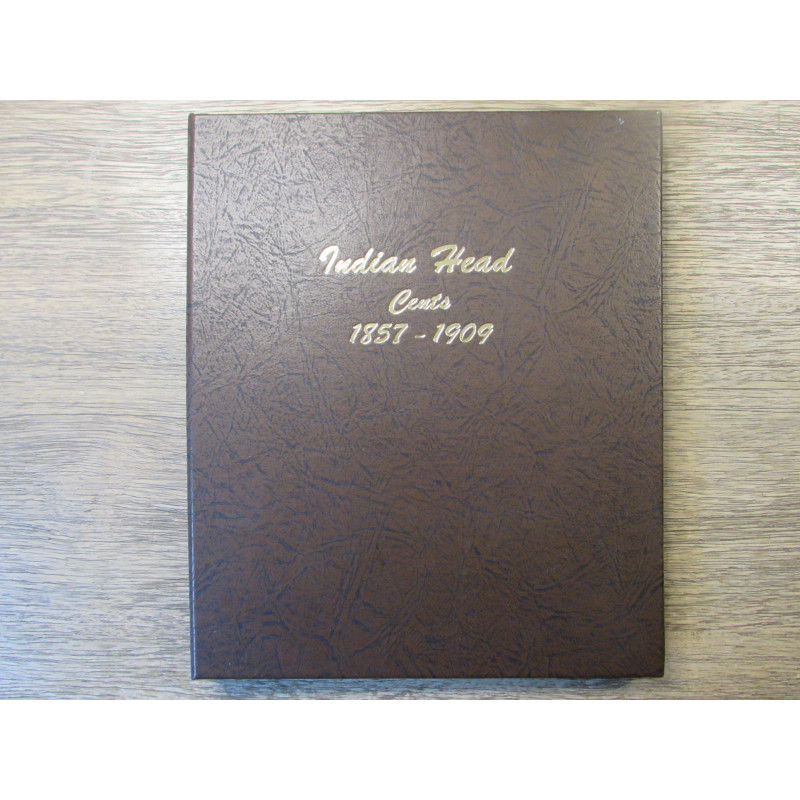 Indian Head
Cents
1857 - 1909